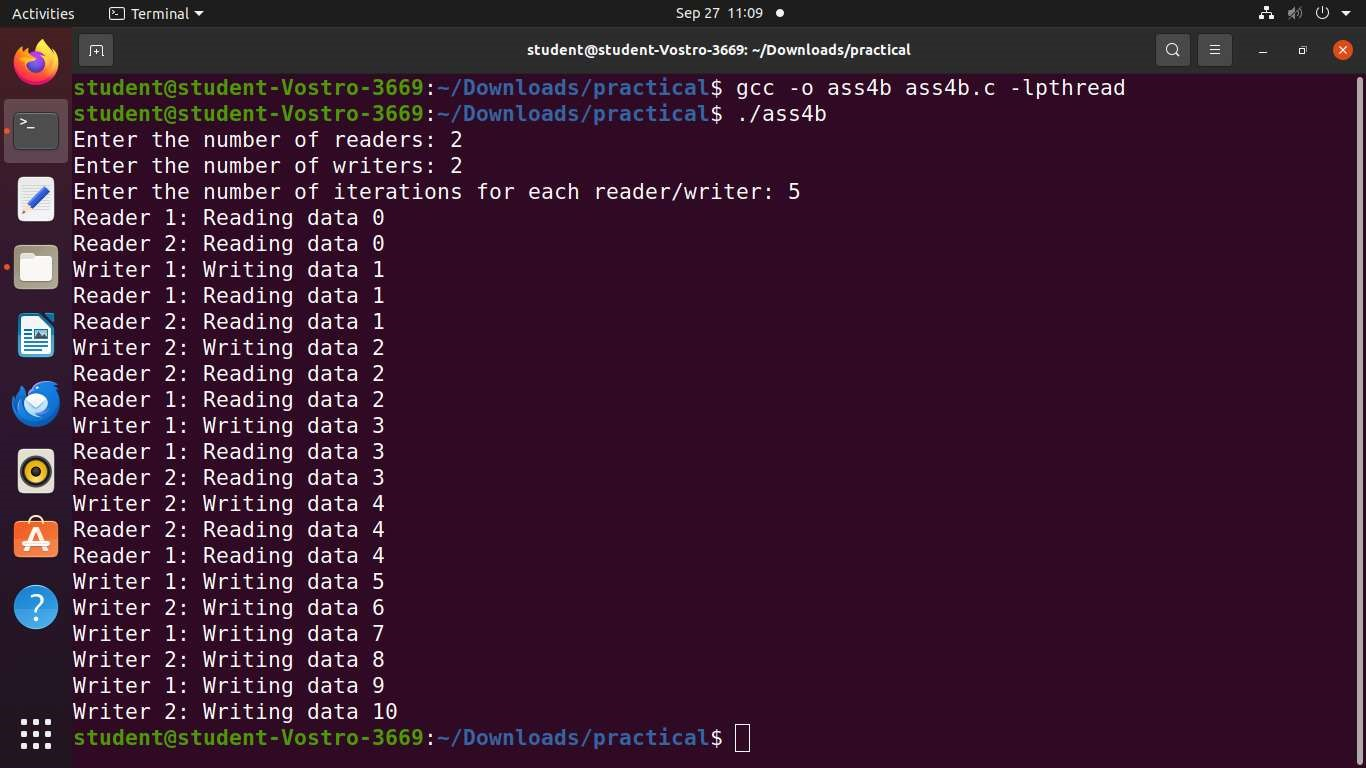 Activities
Terminal
Sep 27 11:09
student@student-Vostro-3669: ~/Downloads/practical
student@student-Vostro-3669:~/Downloads/practical$ gcc -o ass4b ass4b.c -lpthread
student@student-Vostro-3669:~/Downloads/practical$ ./ass4b
Enter the number of readers: 2
Enter the number of writers: 2
Enter the number of iterations for each reader/writer: 5
Reader 1: Reading data 0
Reader 2: Reading data 0
Writer 1: Writing data 1
Reader 1: Reading data 1
Reader 2: Reading data 1
Writer 2: Writing data 2
Reader 2: Reading data 2
Reader 1: Reading data 2
Writer 1: Writing data 3
Reader 1: Reading data 3
Reader 2: Reading data 3
Writer 2: Writing data 4
Reader 2: Reading data 4
Reader 1: Reading data 4
Writer 1: Writing data 5
Writer 2: Writing data 6
Writer 1: Writing data 7
Writer 2: Writing data 8
Writer 1: Writing data 9
Writer 2: Writing data 10
student@student-Vostro-3669:~/Downloads/practical$